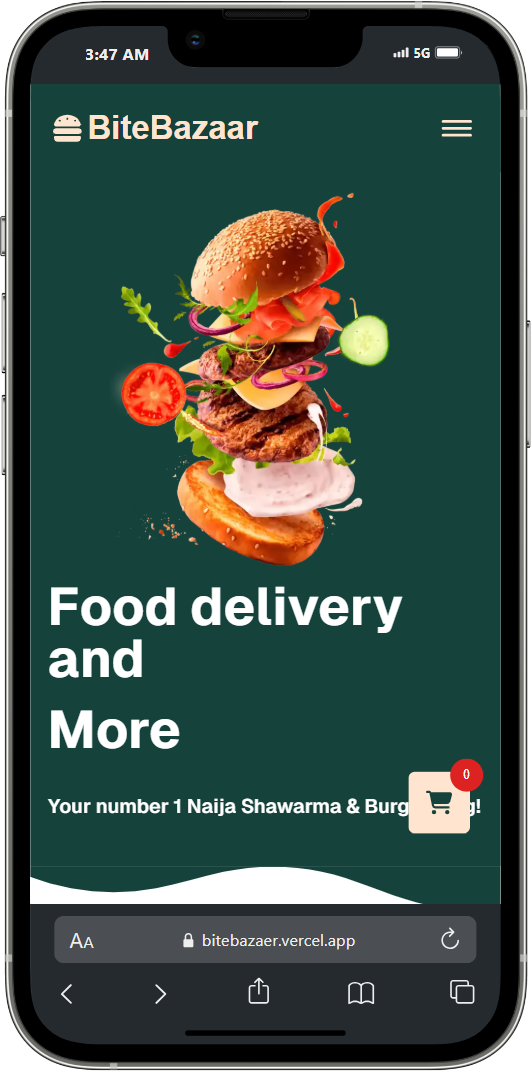 3:47 AM 5G
BiteBazaar
Food delivery
and
More
0
Your number 1 Naija Shawarma & Burg g!
AA bitebazaer.vercel.app